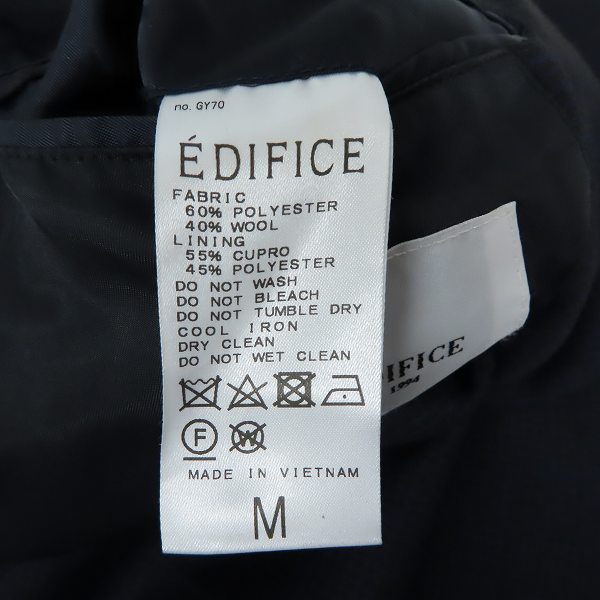 no. GY70
ÉDIFICE
FABRIC
60% POLYESTER
40% WOOL
LINING
55% CUPRO
45% POLYESTER
DO NOT WASH
DO NOT BLEACH
DO NOT TUMBLE DRY
COOL IRON
DRY CLEAN
DO NOT WET CLEAN
F W
MADE IN VIETNAM
M
IFICE
1994